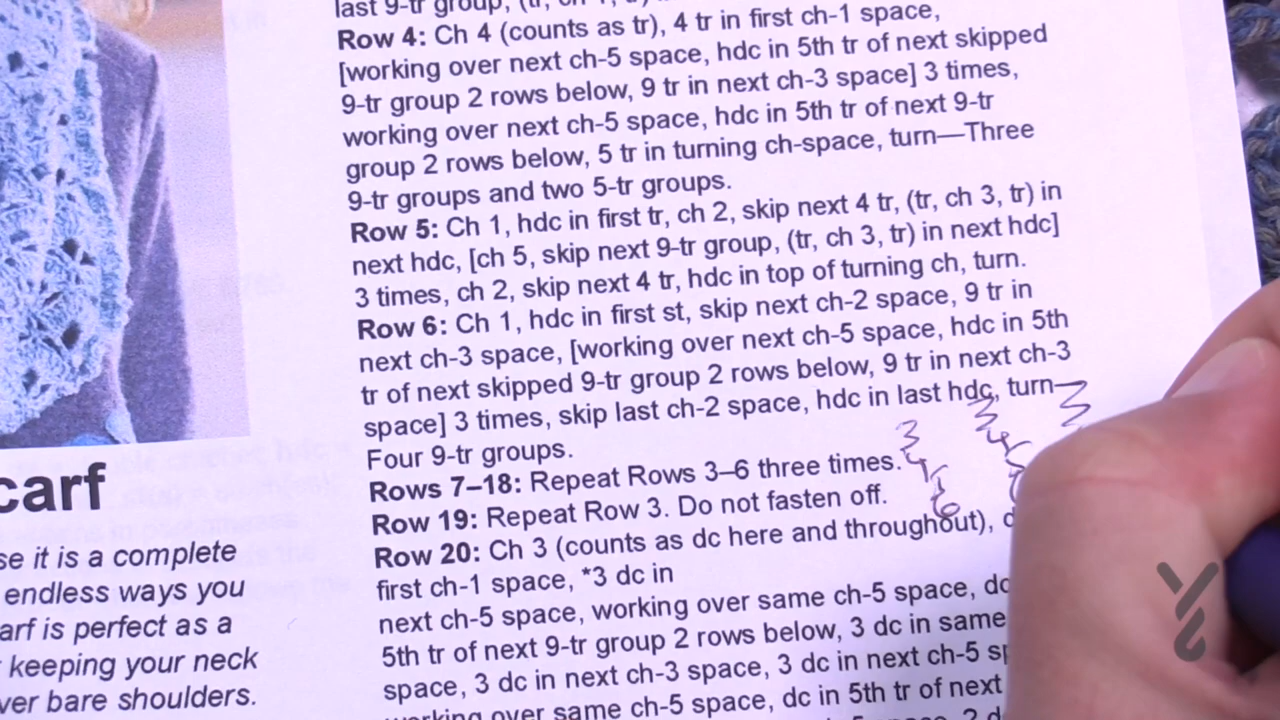 last 9-tr group, (tr, ch
Row 4: Ch 4 (counts as tr), 4 tr in first ch-1 space,
[working over next ch-5 space, hdc in 5th tr of next skipped
9-tr group 2 rows below, 9 tr in next ch-3 space] 3 times,
working over next ch-5 space, hdc in 5th tr of next 9-tr
group 2 rows below, 5 tr in turning ch-space, turn—Three
9-tr groups and two 5-tr groups.
Row 5: Ch 1, hdc in first tr, ch 2, skip next 4 tr, (tr, ch 3, tr) in
next hdc, [ch 5, skip next 9-tr group, (tr, ch 3, tr) in next hdc]
3 times, ch 2, skip next 4 tr, hdc in top of turning ch, turn.
Row 6: Ch 1, hdc in first st, skip next ch-2 space, 9 tr in
next ch-3 space, [working over next ch-5 space, hdc in 5th
tr of next skipped 9-tr group 2 rows below, 9 tr in next ch-3
space] 3 times, skip last ch-2 space, hdc in last hdc, turn—
Four 9-tr groups.
Rows 7–18: Repeat Rows 3–6 three times.
Row 19: Repeat Row 3. Do not fasten off.
Row 20: Ch 3 (counts as dc here and throughout),
first ch-1 space, *3 dc in
next ch-5 space, working over same ch-5 space, dc
5th tr of next 9-tr group 2 rows below, 3 dc in same
space, 3 dc in next ch-3 space, 3 dc in next ch-5
working over same ch-5 space, dc in 5th tr of next
3
4
5
6
3
4
carf
se it is a complete
endless ways you
arf is perfect as a
keeping your neck
ver bare shoulders.